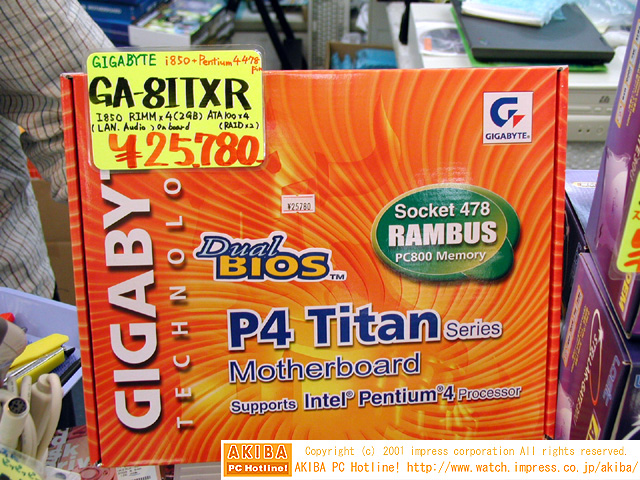 GIGABYTE i850+Pentium4 478pin
GA-8ITXR
I850 RIMM×4(2GB) ATA100×4
(LAN. Audio) Onboard (RAID×2)
¥25.780
GIGABYTE
¥25780
Socket 478
RAMBUS
PC800 Memory
GIGABYTE
TECHNOLO
Dual
BIOS™
P4 Titan Series
Motherboard
Supports Intel® Pentium®4 Processor
AKIBA
PC Hotline!
Copyright (c) 2001 impress corporation All rights reserved.
AKIBA PC Hotline! http://www.watch.impress.co.jp/akiba/